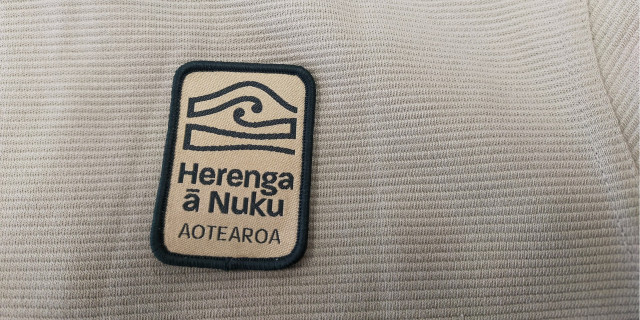 Herenga
ā Nuku
AOTEAROA